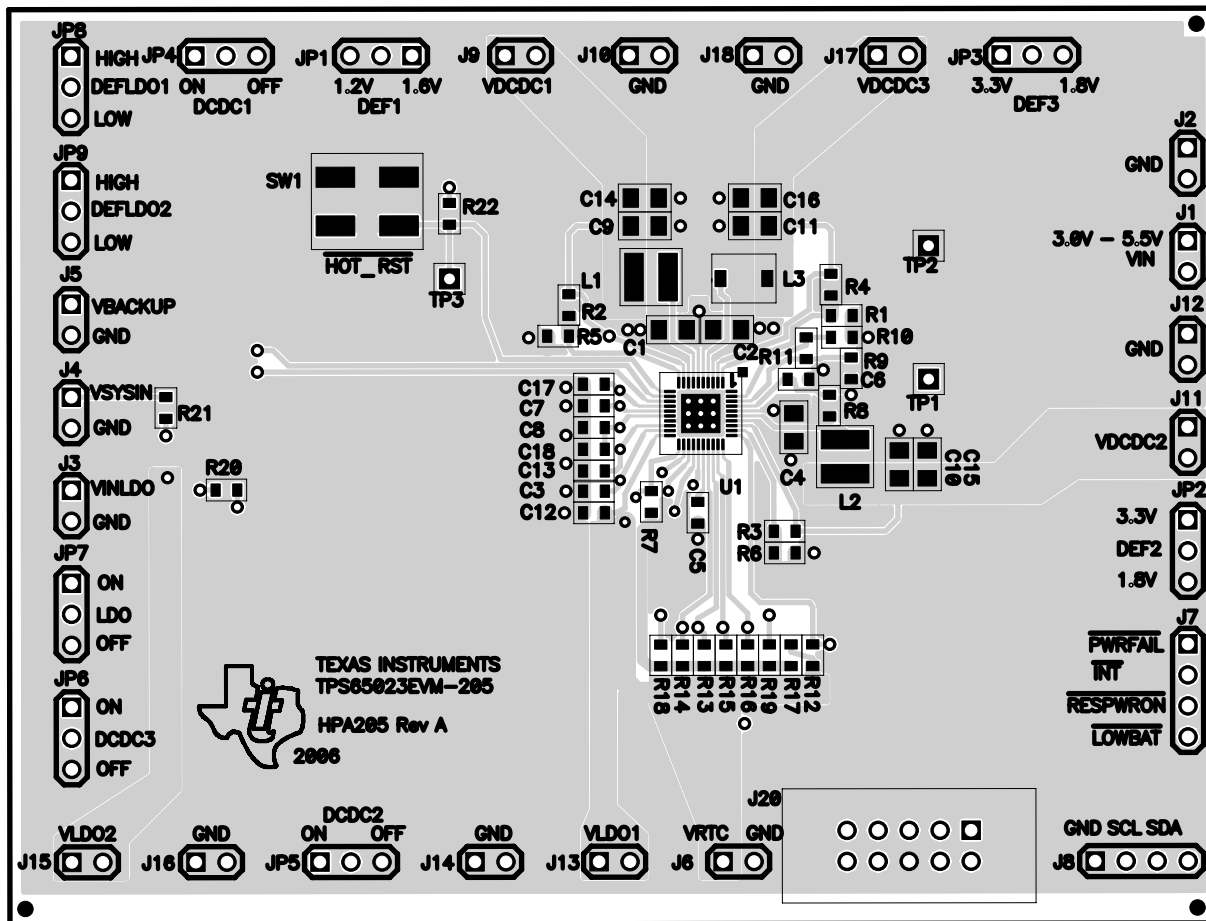 JP8
HIGH
DEFLDO1
LOW
JP4
ON
OFF
DCDC1
JP1
1.2V
1.6V
DEF1
J9
VDCDC1
J10
GND
J18
GND
J17
VDCDC3
JP3
3.3V
1.8V
DEF3
JP9
HIGH
DEFLDO2
LOW
SW1
HOT_RST
R22
TP3
C14
C9
C16
C11
J2
GND
J1
3.0V - 5.5V
VIN
TP2
J5
VBACKUP
GND
L1
R2
R5
L3
R4
R1
R10
C1
C2
R11
R9
C6
R8
TP1
J12
GND
J4
VSYSIN
GND
R21
C17
C7
C8
C18
C13
C3
C12
1
U1
C4
L2
C10
C15
J11
VDCDC2
J3
VINLDO
GND
R20
R7
C5
R3
R6
JP2
3.3V
DEF2
1.8V
JP7
ON
LDO
OFF
J7
PWRFAIL
INT
RESPWRON
LOWBAT
TEXAS INSTRUMENTS
TPS65023EVM-205
HPA205 Rev A
2006
R18
R14
R13
R15
R16
R19
R17
R12
JP6
ON
DCDC3
OFF
J20
VLDO2
J15
GND
J16
DCDC2
ON
OFF
JP5
GND
J14
VLDO1
J13
VRTC
GND
J6
GND SCL SDA
J8